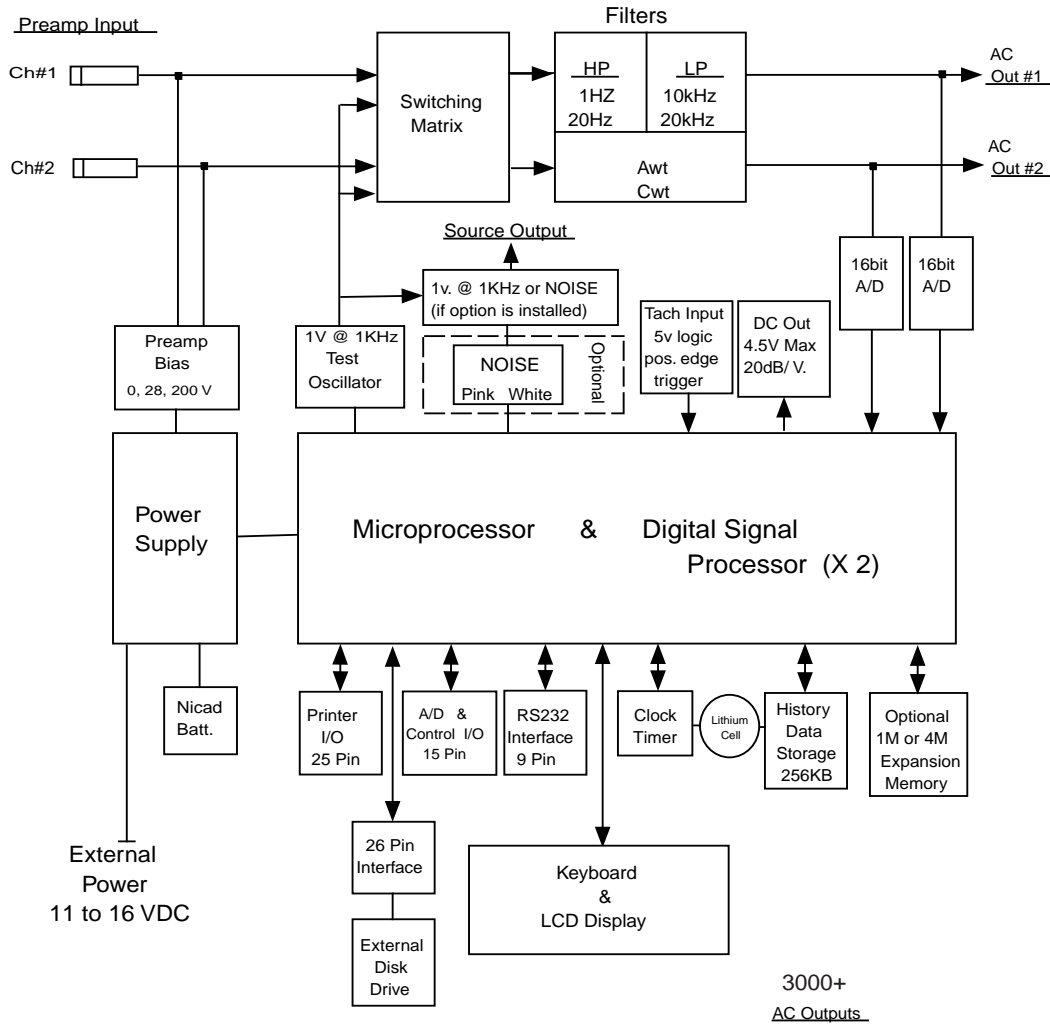 Filters
Preamp Input
Ch#1
Ch#2
Switching
Matrix
HP
1HZ
20Hz
LP
10kHz
20kHz
Awt
Cwt
AC
Out #1
AC
Out #2
Source Output
1v. @ 1KHz or NOISE
(if option is installed)
NOISE
Pink White
Optional
Tach Input
5v logic
pos. edge
trigger
DC Out
4.5V Max
20dB/ V.
16bit
A/D
16bit
A/D
Preamp
Bias
0, 28, 200 V
1V @ 1KHz
Test
Oscillator
Power
Supply
Microprocessor & Digital Signal
Processor (X 2)
Nicad
Batt.
Printer
I/O
25 Pin
A/D &
Control I/O
15 Pin
RS232
Interface
9 Pin
Clock
Timer
Lithium
Cell
History
Data
Storage
256KB
Optional
1M or 4M
Expansion
Memory
External
Power
11 to 16 VDC
26 Pin
Interface
External
Disk
Drive
Keyboard
&
LCD Display
3000+
AC Outputs